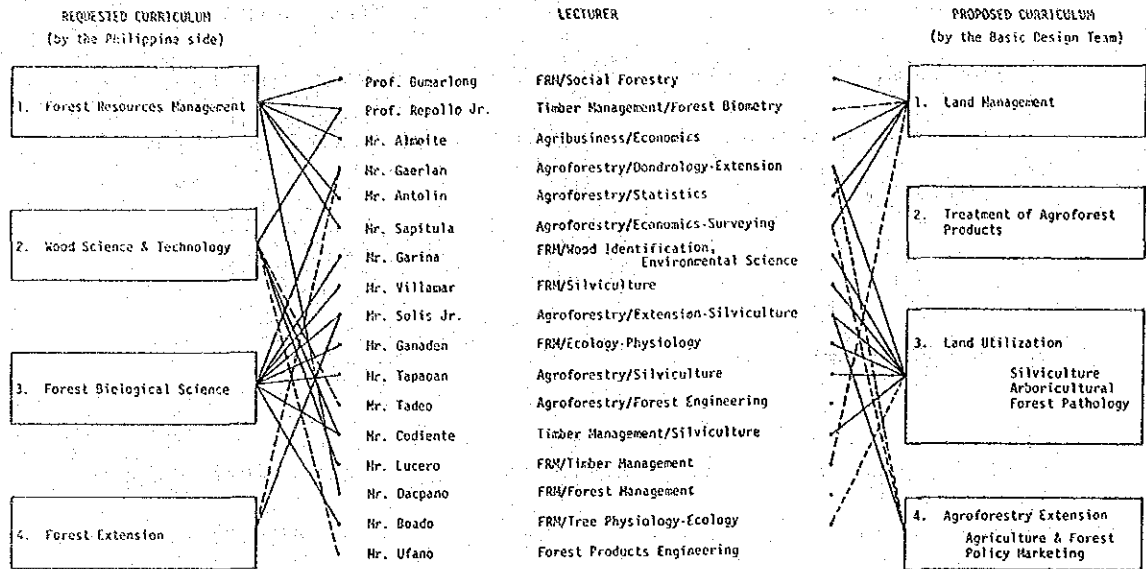 REQUESTED CURRICULUM
(by the Philippine side)
LECTURER
PROPOSED CURRICULUM
(by the Basic Design Team)
1. Forest Resources Management
2. Wood Science & Technology
3. Forest Biological Science
4. Forest Extension
Prof. Gumarlong FRM/Social Forestry
Prof. Repollo Jr. Timber Management/Forest Biometry
Mr. Almoite Agribusiness/Economics
Mr. Gaerlan Agroforestry/Dondrology-Extension
Mr. Antolin Agroforestry/Statistics
Mr. Sapitula Agroforestry/Economics-Surveying
Mr. Garina FRM/Wood Identification,
Environmental Science
Mr. Villamar FRM/Silviculture
Mr. Solis Jr. Agroforestry/Extension-Silviculture
Mr. Ganaden FRM/Ecology-Physiology
Mr. Tapaoan Agroforestry/Silviculture
Mr. Tadeo Agroforestry/Forest Engineering
Mr. Codiente Timber Management/Silviculture
Mr. Lucero FRM/Timber Management
Mr. Dacpano FRM/Forest Management
Mr. Boado FRM/Tree Physiology-Ecology
Mr. Ufano Forest Products Engineering
1. Land Management
2. Treatment of Agroforest
Products
3. Land Utilization
Silviculture
Arboricultural
Forest Pathology
4. Agroforestry Extension
Agriculture & Forest
Policy Marketing